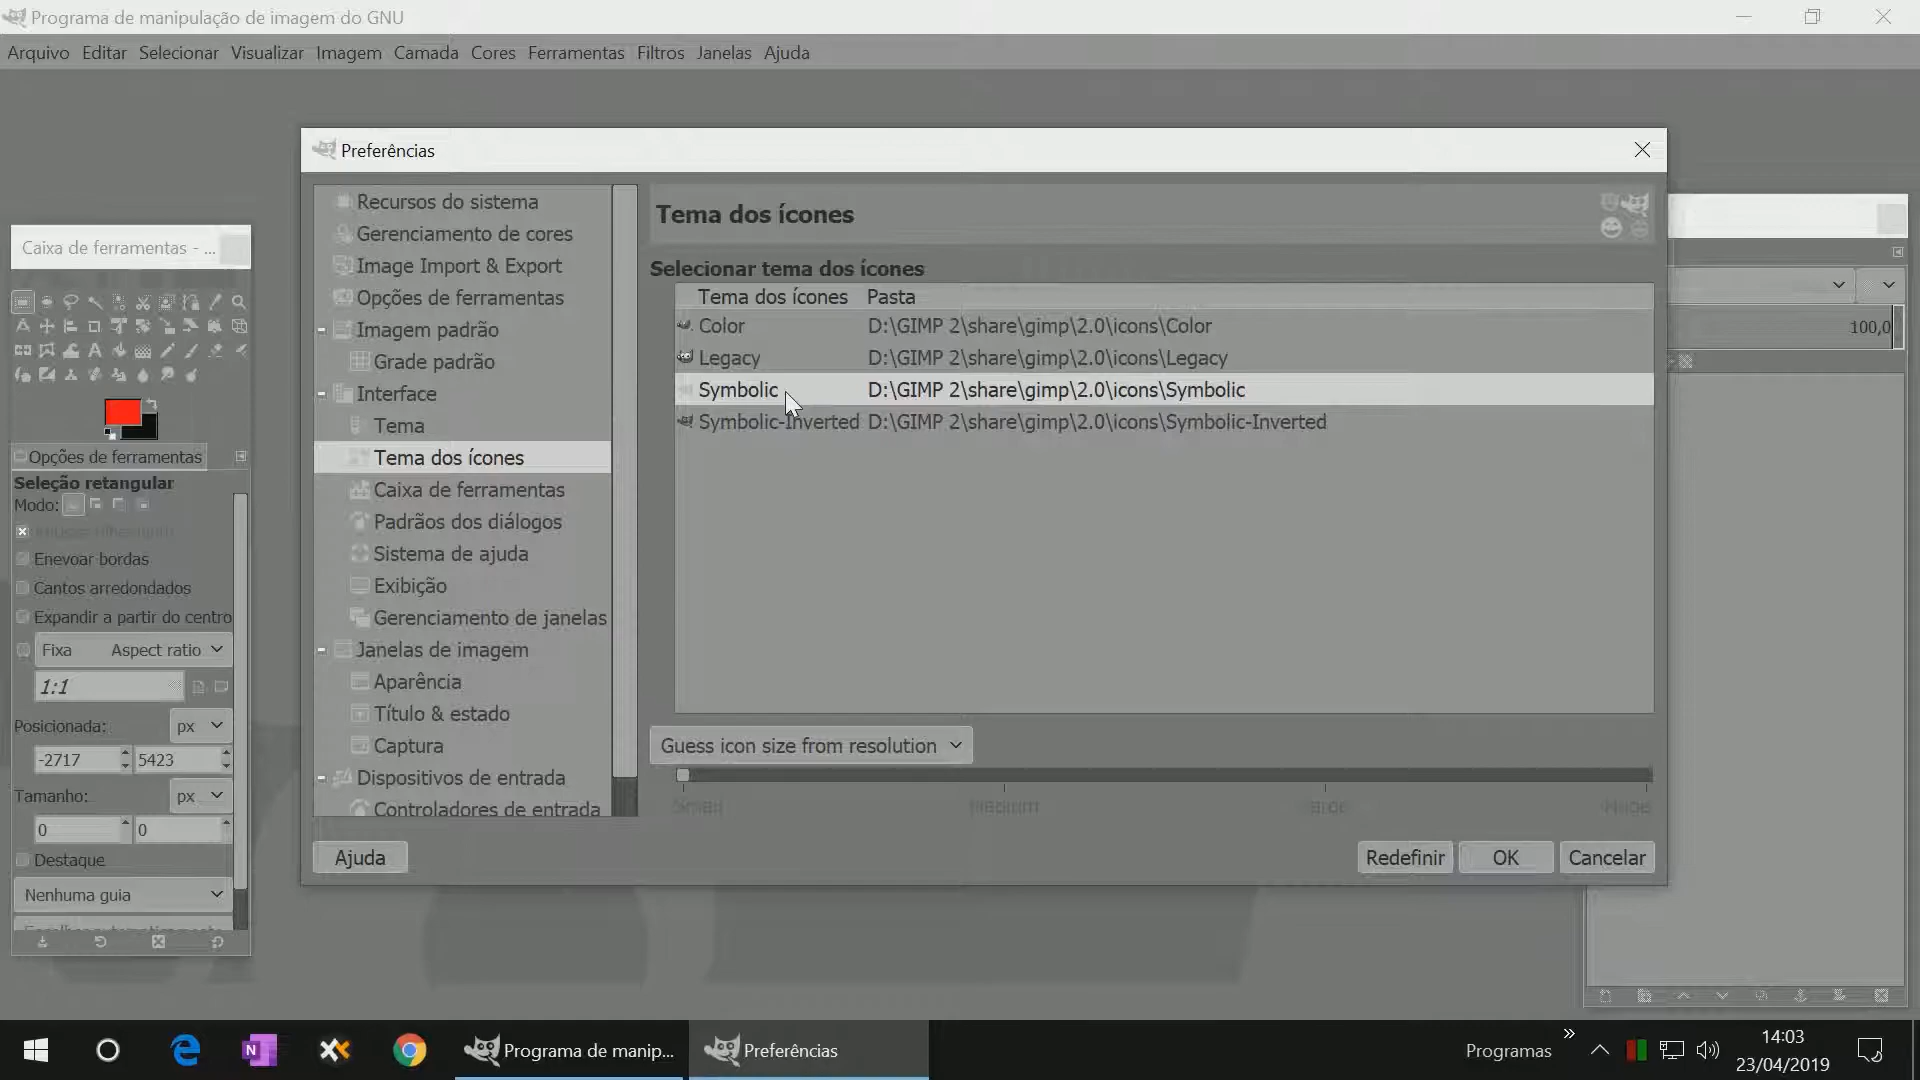 Programa de manipulação de imagem do GNU
Arquivo Editar Selecionar Visualizar Imagem Camada Cores Ferramentas Filtros Janelas Ajuda
Preferências
Recursos do sistema
Gerenciamento de cores
Image Import & Export
Opções de ferramentas
Imagem padrão
Grade padrão
Interface
Tema
Tema dos ícones
Caixa de ferramentas
Padrãos dos diálogos
Sistema de ajuda
Exibição
Gerenciamento de janelas
Janelas de imagem
Aparência
Título & estado
Captura
Dispositivos de entrada
Controladores de entrada
Tema dos ícones
Selecionar tema dos ícones
Tema dos ícones Pasta
Color D:\GIMP 2\share\gimp\2.0\icons\Color
Legacy D:\GIMP 2\share\gimp\2.0\icons\Legacy
Symbolic D:\GIMP 2\share\gimp\2.0\icons\Symbolic
Symbolic-Inverted D:\GIMP 2\share\gimp\2.0\icons\Symbolic-Inverted
Guess icon size from resolution
Small Medium Large Huge
Ajuda Redefinir OK Cancelar
Caixa de ferramentas - ...
Opções de ferramentas
Seleção retangular
Modo:
Enevoar bordas
Cantos arredondados
Expandir a partir do centro
Fixa Aspect ratio
1:1
Posicionada: px
-2717 5423
Tamanho: px
0 0
Destaque
Nenhuma guia
100,0
Programa de manip... Preferências Programas 14:03
23/04/2019